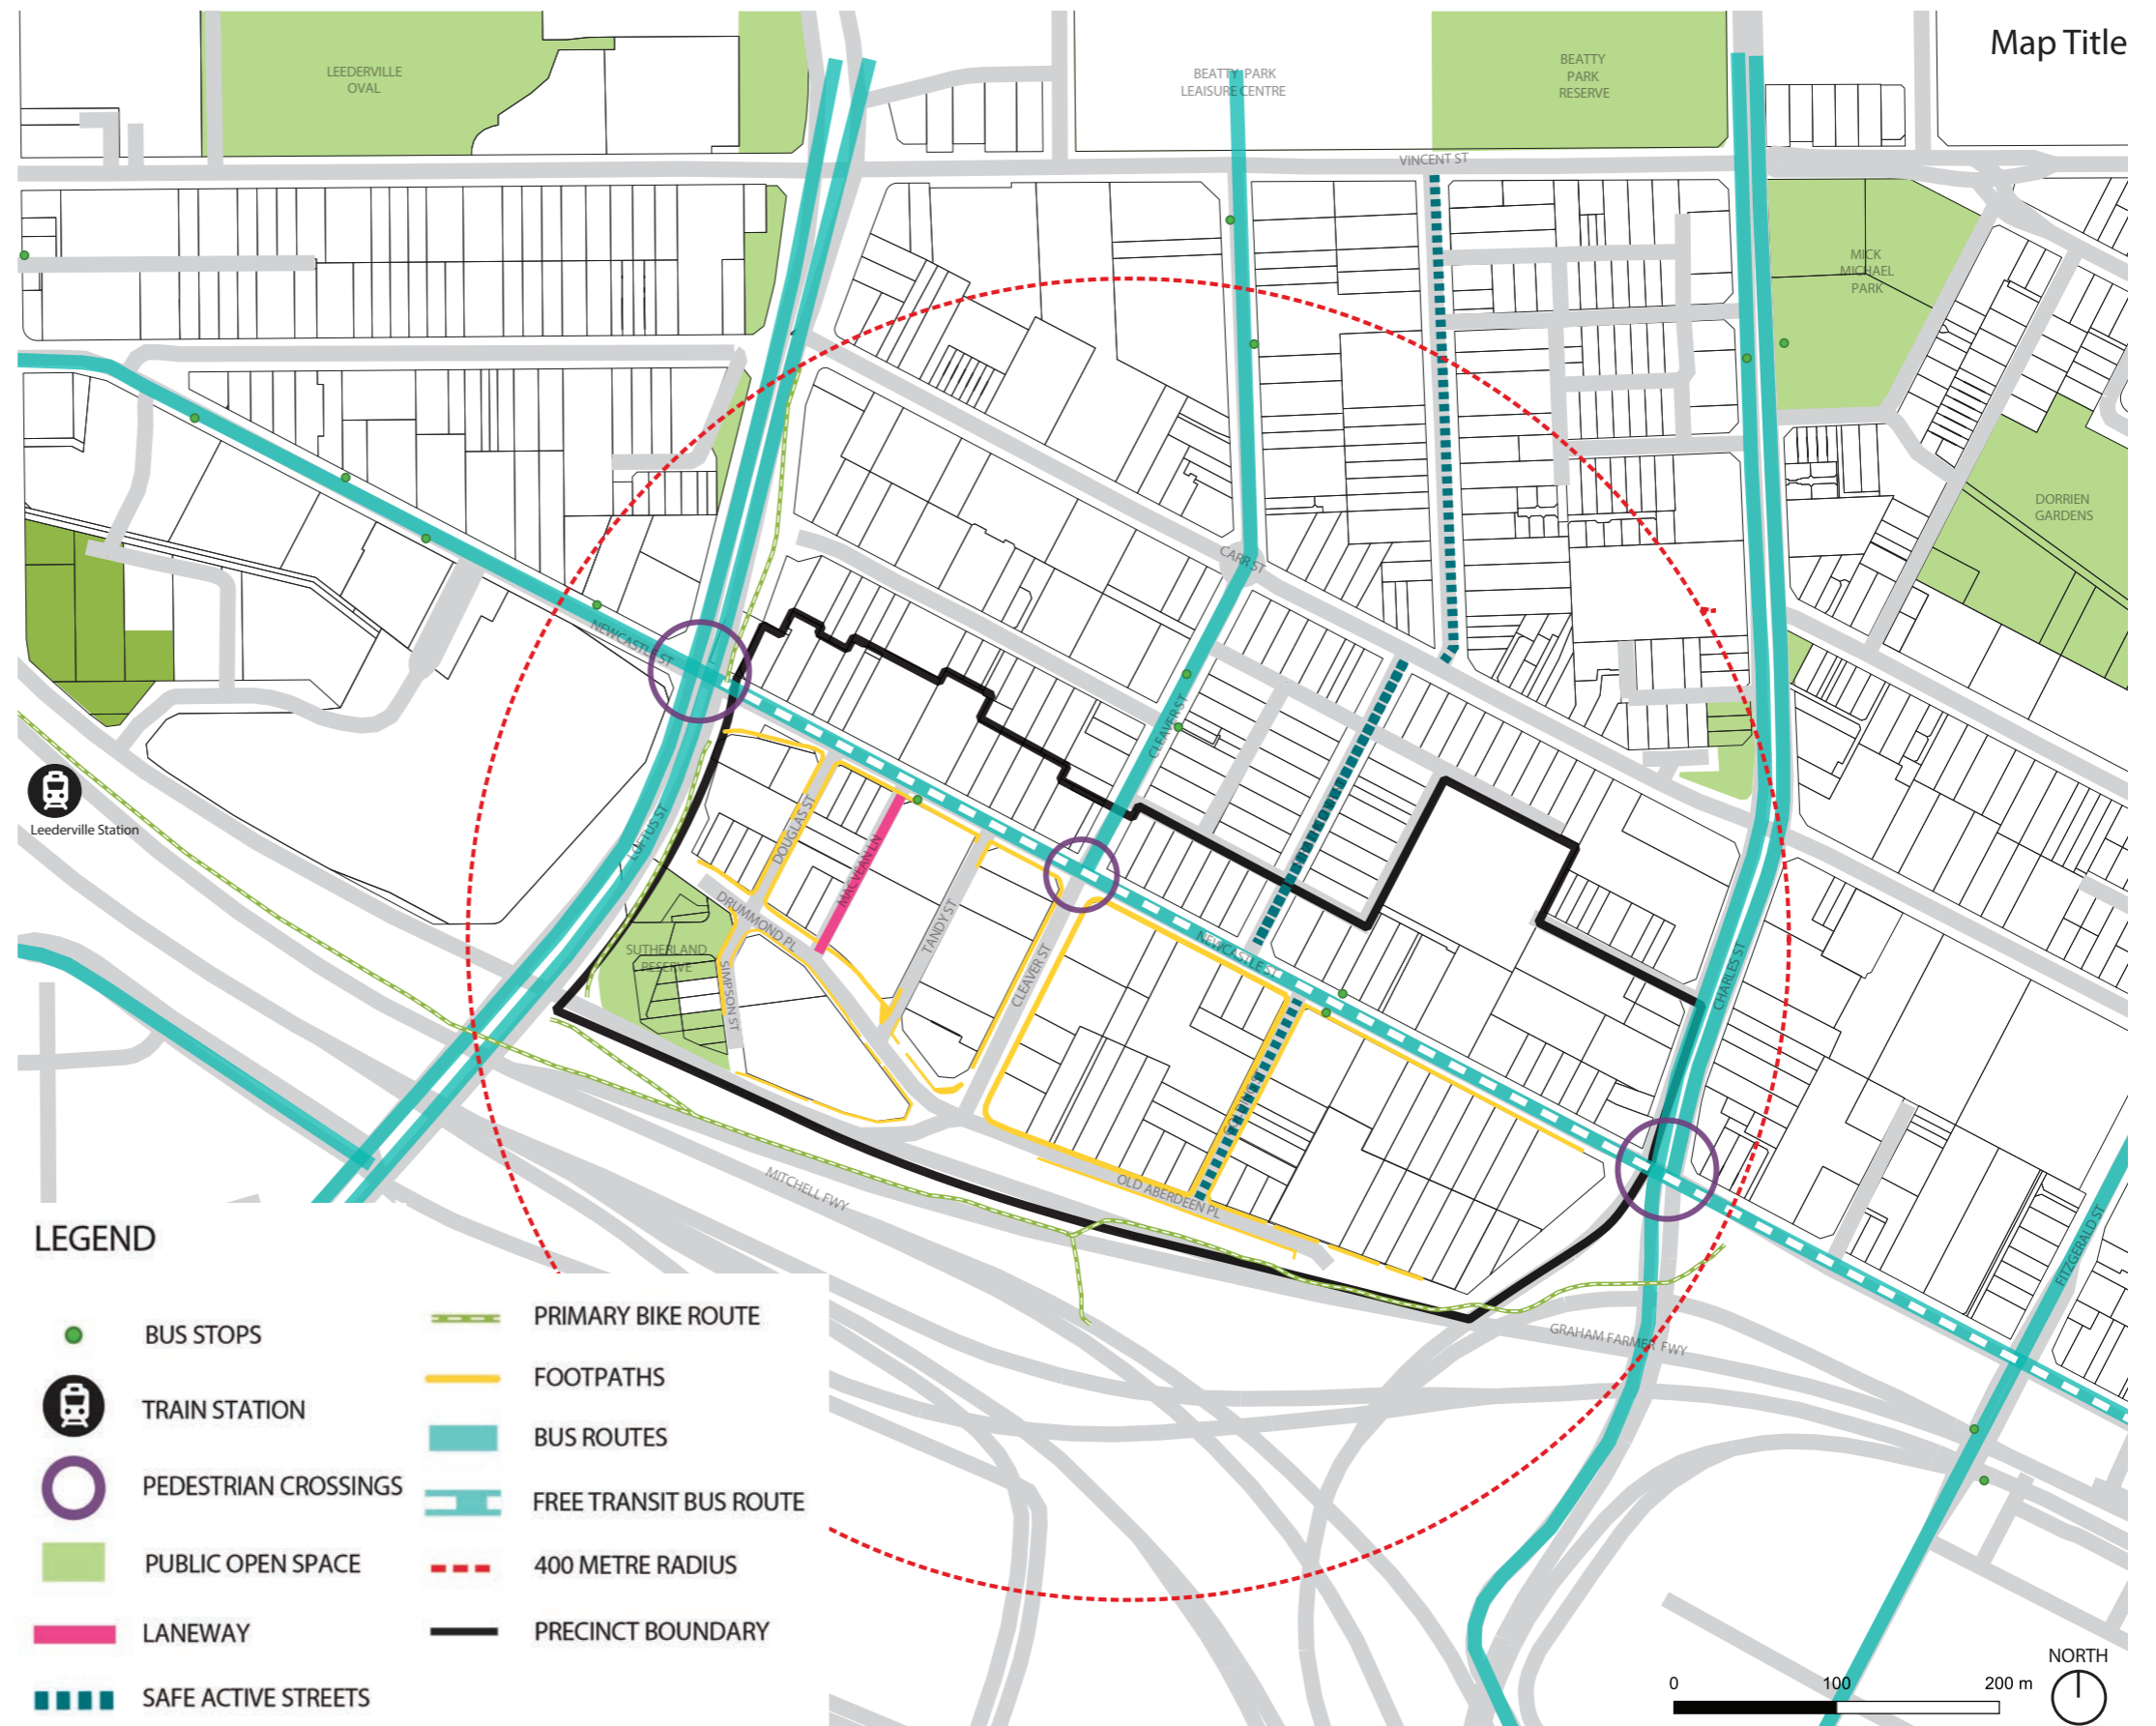 Map Title
LEEDERVILLE
OVAL
BEATTY PARK
LEAISURE CENTRE
BEATTY
PARK
RESERVE
VINCENT ST
MICK
MICHAEL
PARK
DORRIEN
GARDENS
CARR ST
NEWCASTLE ST
CLEAVER ST
Leederville Station
LOFTUS ST
DOUGLAS ST
MACVEAN LN
DRUMMOND PL
TANDY ST
SUTHERLAND
RESERVE
SIMPSON ST
CLEAVER ST
NEWCASTLE ST
CHARLES ST
OLD ABERDEEN PL
MITCHELL FWY
FITZGERALD ST
GRAHAM FARMER FWY
LEGEND
BUS STOPS
TRAIN STATION
PEDESTRIAN CROSSINGS
PUBLIC OPEN SPACE
LANEWAY
SAFE ACTIVE STREETS
PRIMARY BIKE ROUTE
FOOTPATHS
BUS ROUTES
FREE TRANSIT BUS ROUTE
400 METRE RADIUS
PRECINCT BOUNDARY
0 100 200 m
NORTH